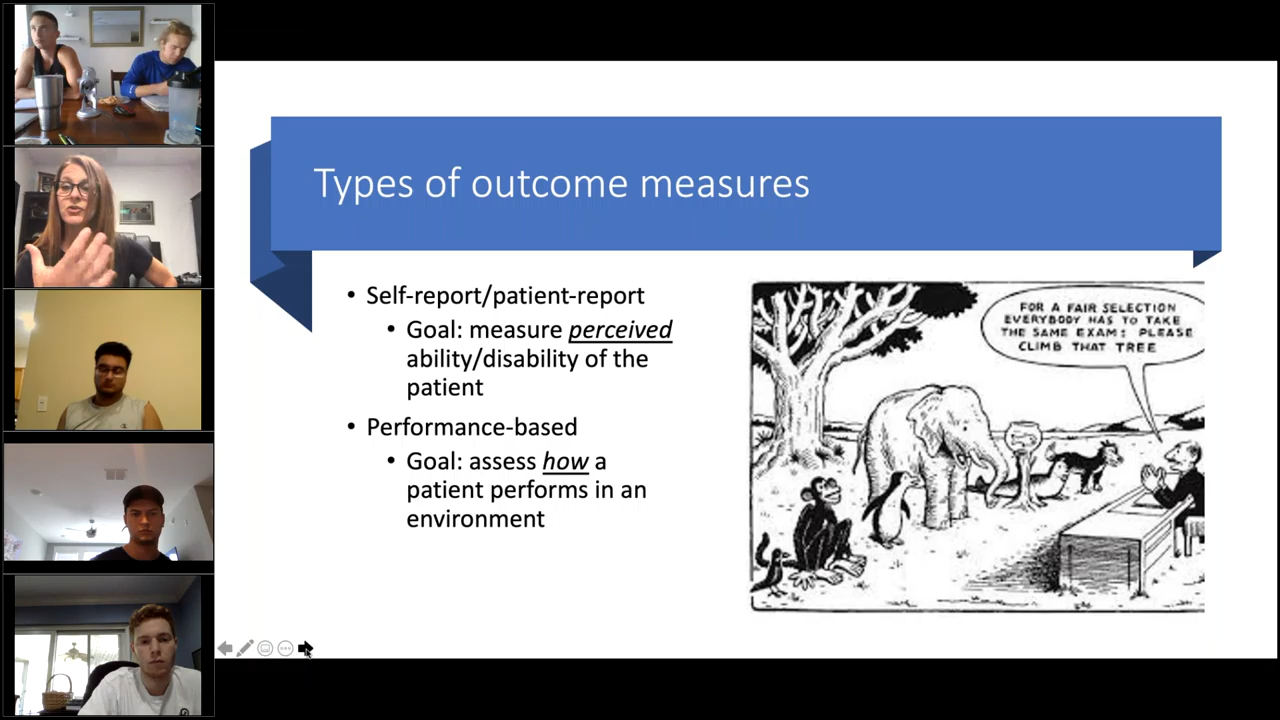 Types of outcome measures
• Self-report/patient-report
• Goal: measure perceived
ability/disability of the
patient
• Performance-based
• Goal: assess how a
patient performs in an
environment
FOR A FAIR SELECTION
EVERYBODY HAS TO TAKE
THE SAME EXAM: PLEASE
CLIMB THAT TREE